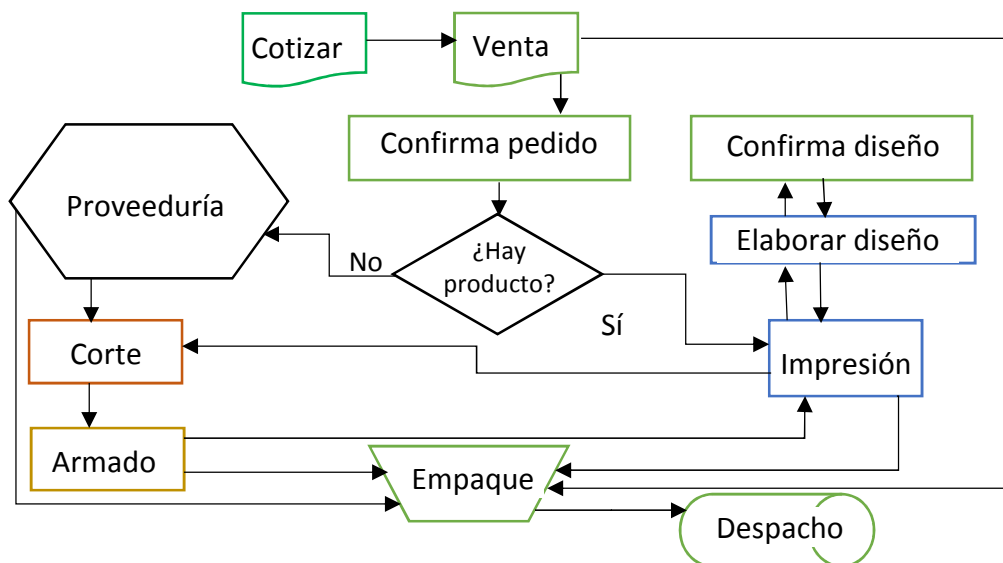 Cotizar
Venta
Confirma pedido
Confirma diseño
Proveeduría
Elaborar diseño
¿Hay
producto?
No
Sí
Corte
Impresión
Armado
Empaque
Despacho